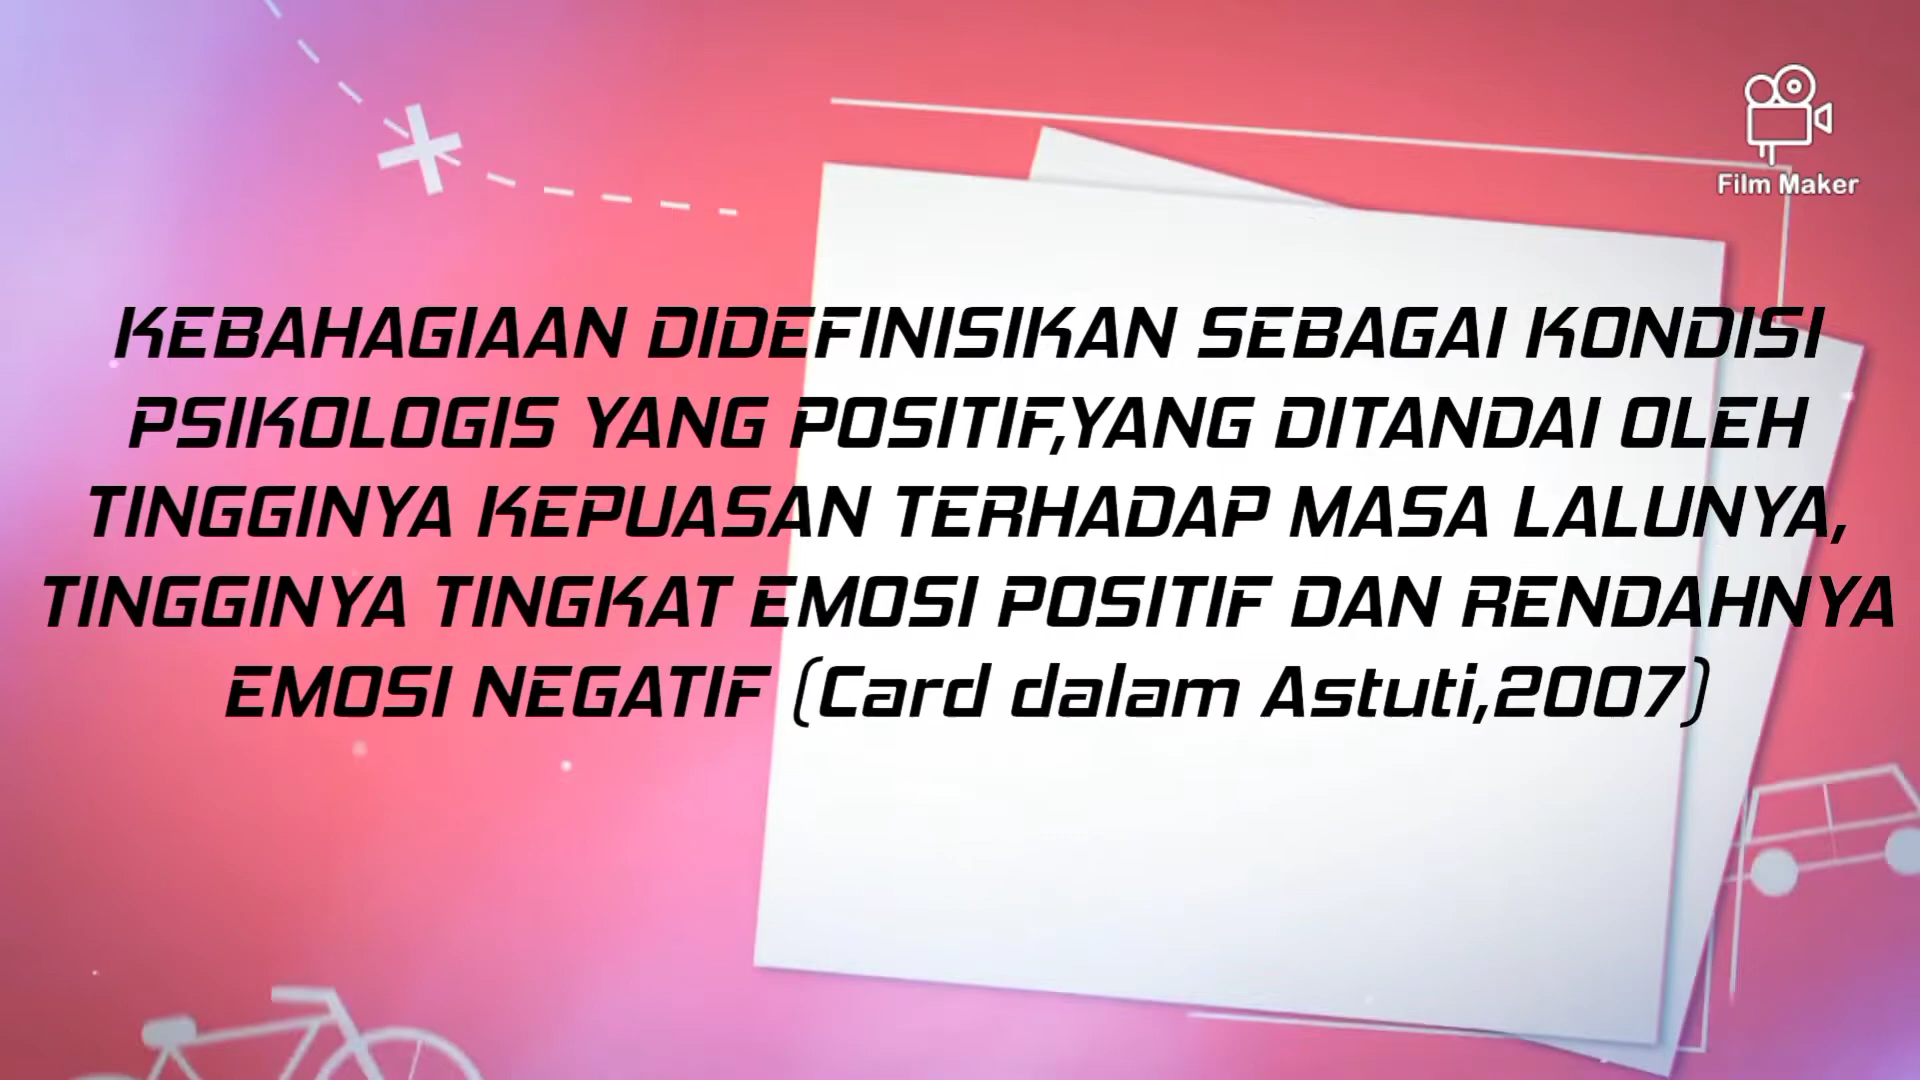 Film Maker
KEBAHAGIAAN DIDEFINISIKAN SEBAGAI KONDISI
PSIKOLOGIS YANG POSITIF,YANG DITANDAI OLEH
TINGGINYA KEPUASAN TERHADAP MASA LALUNYA,
TINGGINYA TINGKAT EMOSI POSITIF DAN RENDAHNYA
EMOSI NEGATIF (Card dalam Astuti,2007)